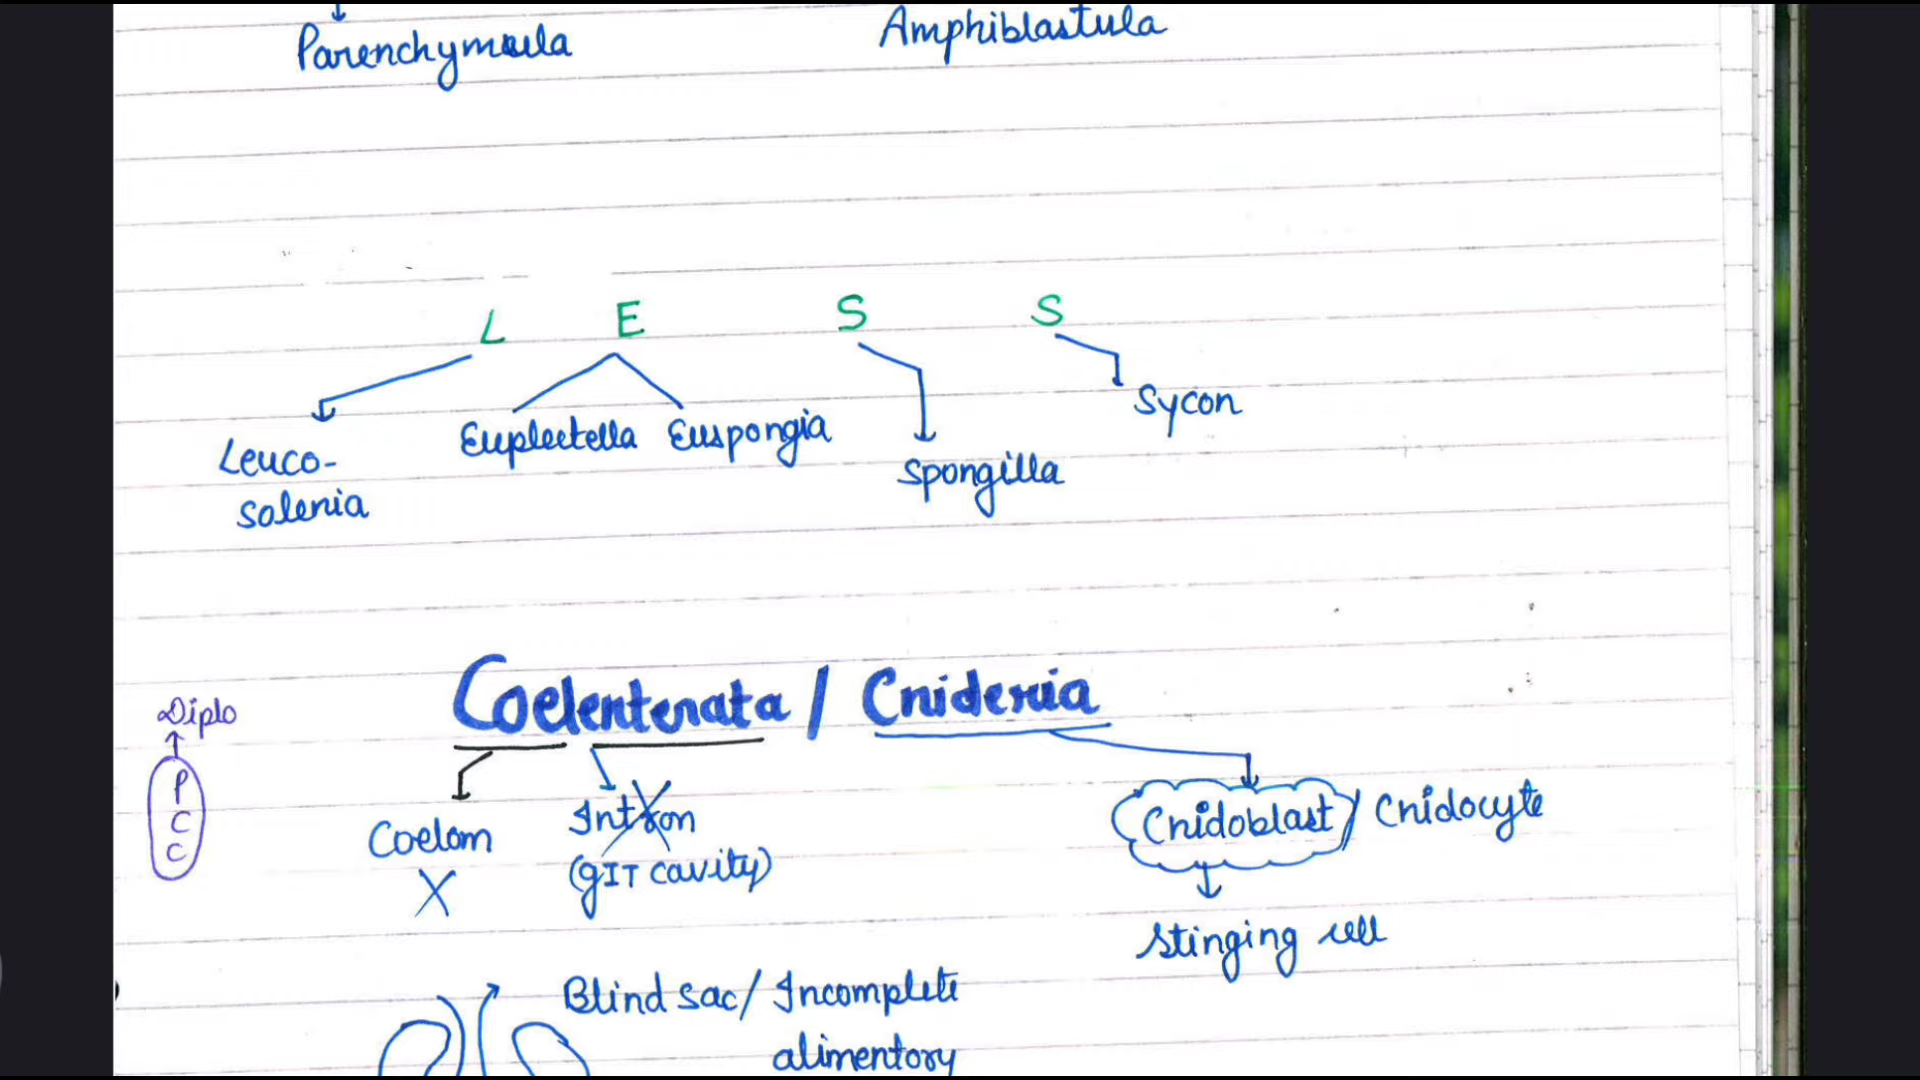 Parenchymula
Amphiblastula
L E S S
Leuco-
solenia
Euplectella
Euspongia
Spongilla
Sycon
Coelenterata / Cnideria
Diplo
P
C
C
Coelom
X
(GIT cavity)
Cnidoblast / Cnidocyte
Stinging cell
Blind sac/ Incomplete
alimentory